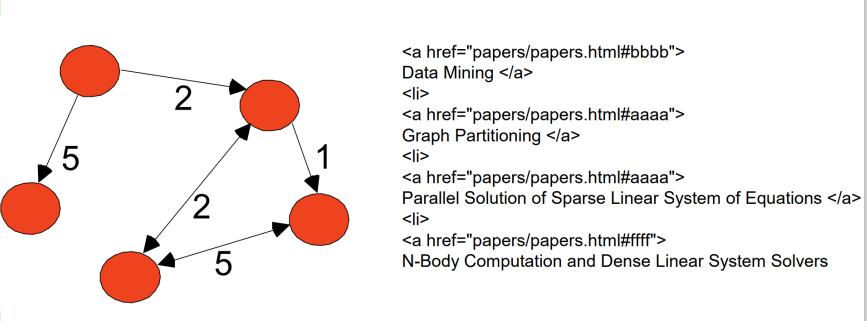 2
5
1
2
5
<a href="papers/papers.html#bbbb">
Data Mining </a>
<li>
<a href="papers/papers.html#aaaa">
Graph Partitioning </a>
<li>
<a href="papers/papers.html#aaaa">
Parallel Solution of Sparse Linear System of Equations </a>
<li>
<a href="papers/papers.html#ffff">
N-Body Computation and Dense Linear System Solvers